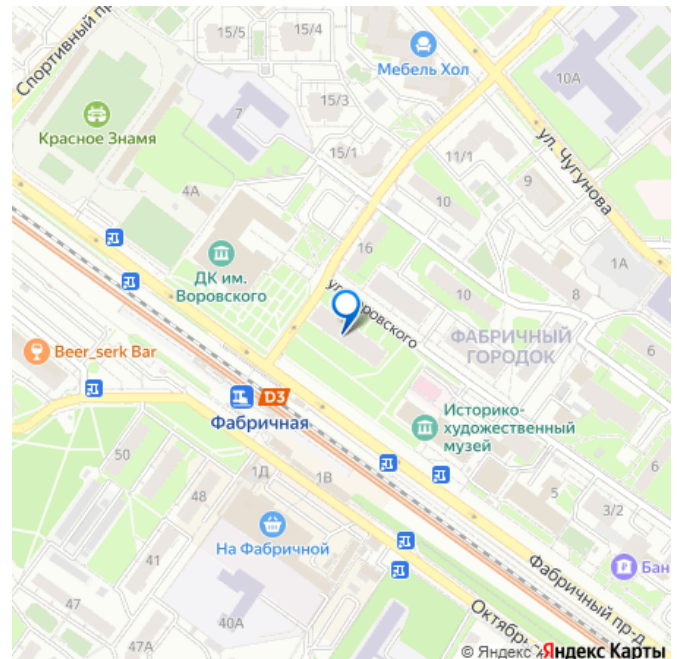 Спортивный пр
15/5
15/4
Мебель Хол
10А
Красное Знамя
15/3
7
ул. Чугунова
15/1
11/1
4А
10
9
16
1А
ДК им.
Воровского
10
8
ФАБРИЧНЫЙ
ГОРОДОК
Beer_serk Bar
6
D3
Фабричная
Историко-
художественный
музей
50
1Д
1В
6
48
5
3/2
На Фабричной
41
Бан
Фабричный пр-д
47
40А
47А
© Яндекс Яндекс Карты